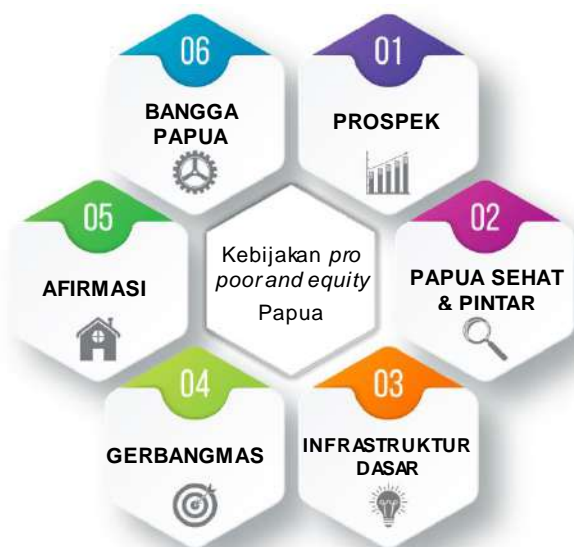 01
PROSPEK
02
PAPUA SEHAT
& PINTAR
03
INFRASTRUKTUR
DASAR
04
GERBANGMAS
05
AFIRMASI
06
BANGGA
PAPUA
Kebijakan pro
poor and equity
Papua